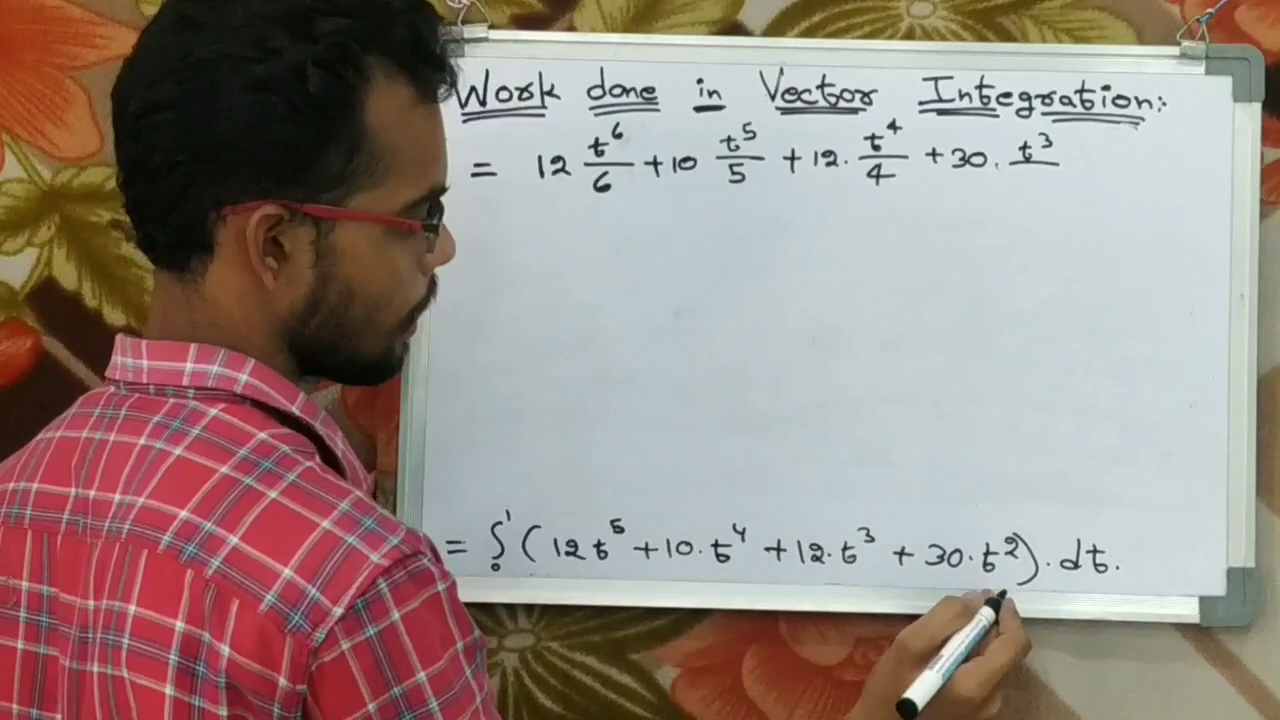 Work done in Vector Integration:
= 12 t⁶/6 + 10 t⁵/5 + 12. t⁴/4 + 30. t³/
= ∫₀¹ (12t⁵ + 10.t⁴ + 12.t³ + 30.t²).dt.